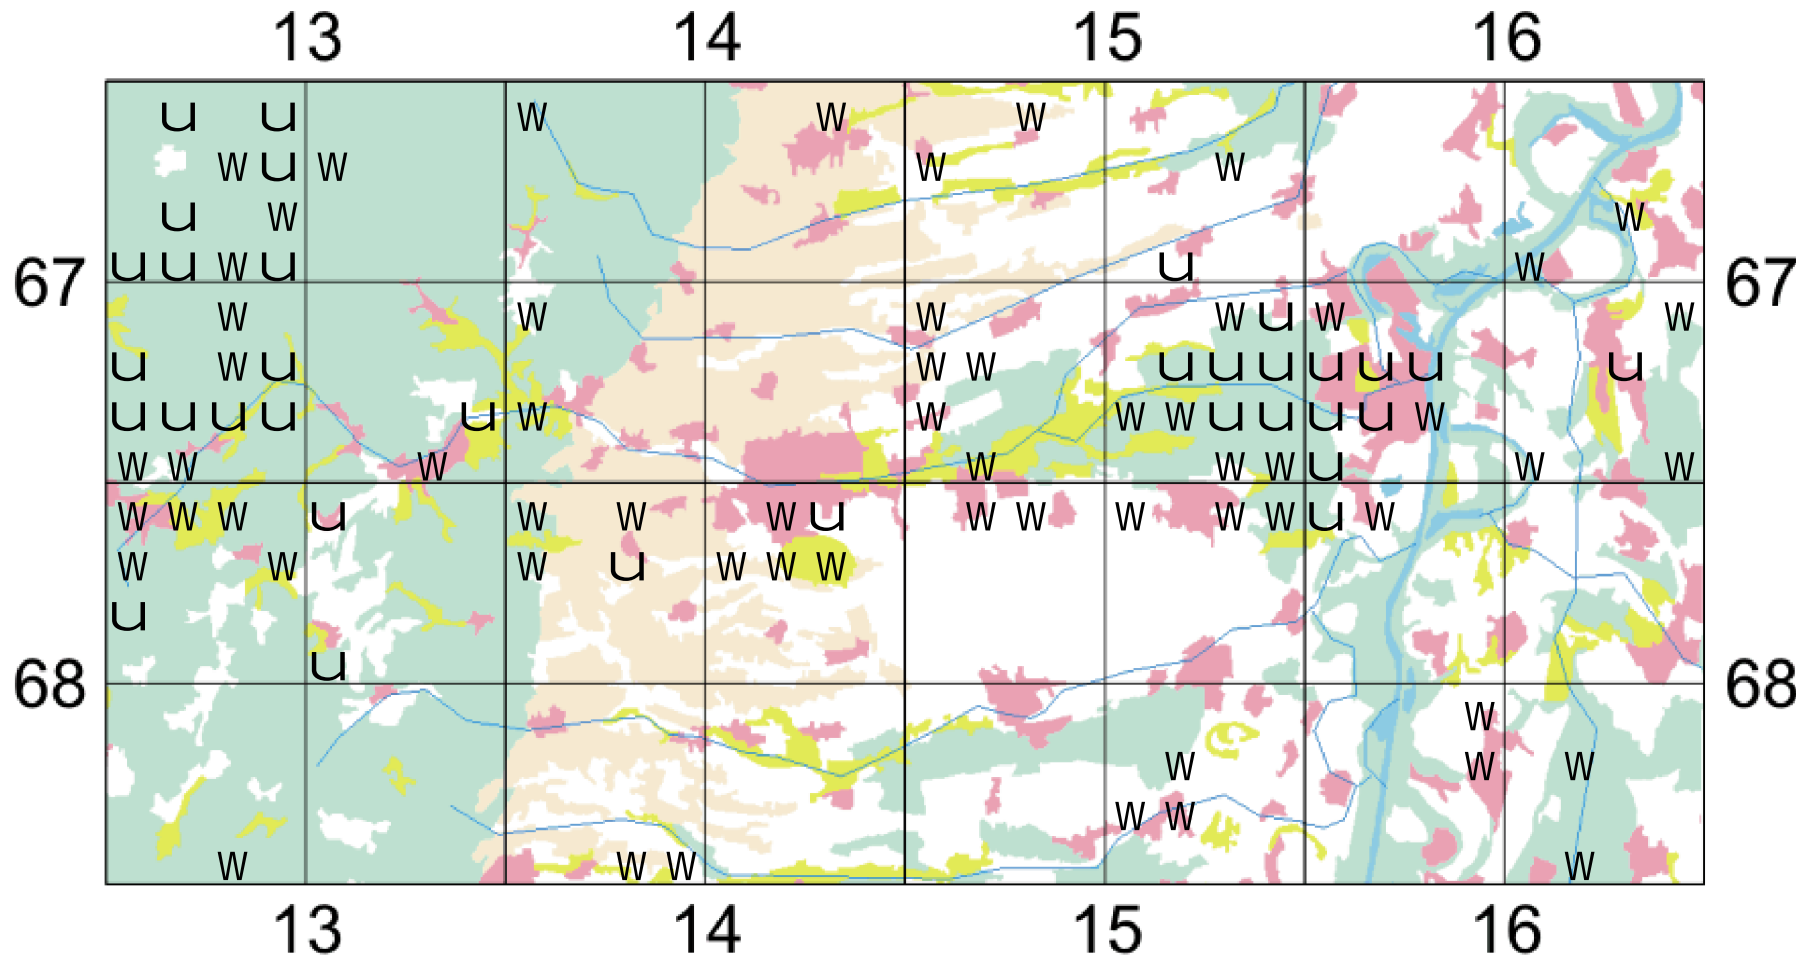 13 14 15 16
u u w w w
w u w w w
u w w
67 u u w u u w 67
w w w w u w w
u w u w w u u u u u u u
u u u u u w w w w u u u u w
w w w w w w u w w
w w w u w w w u w w w w w u w
w w w u w w w
u
68 u 68
w
w w w
w w
w w w w
13 14 15 16